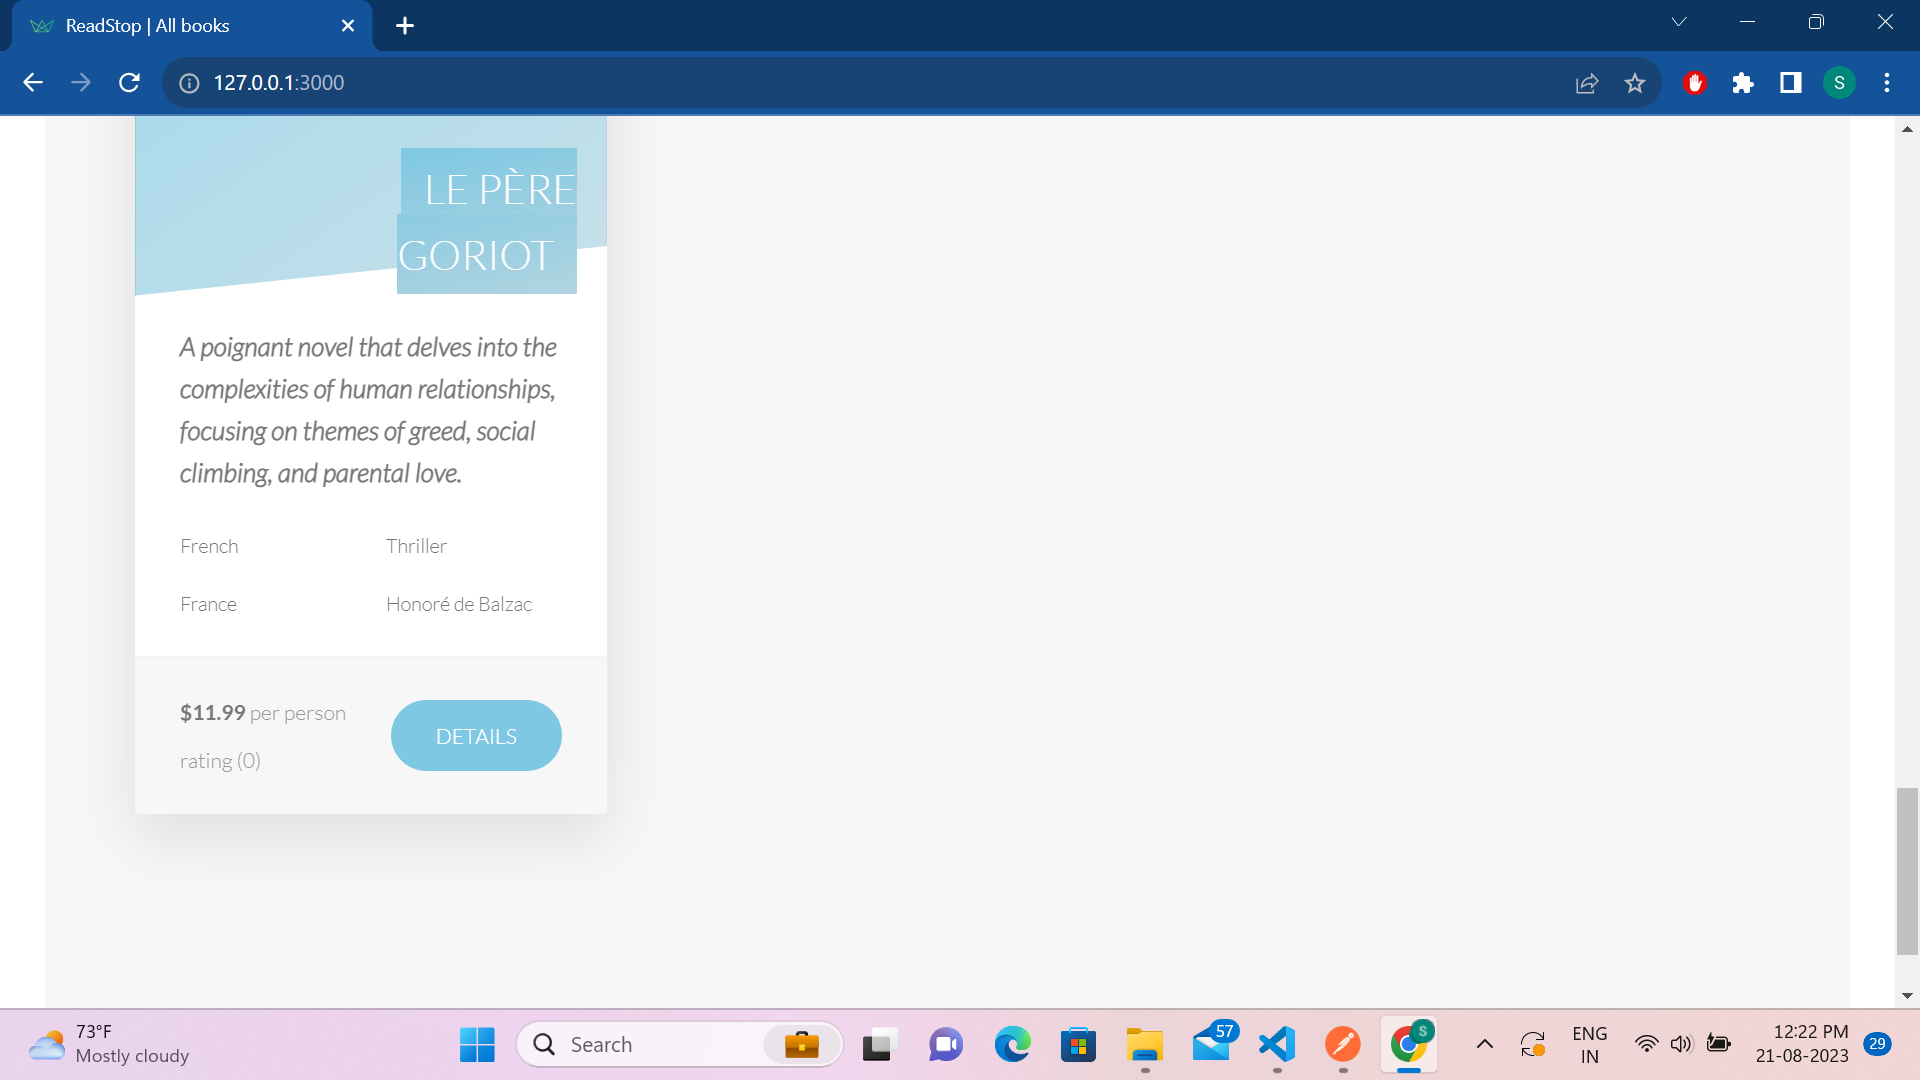 ReadStop | All books
127.0.0.1:3000
S
LE PÈRE
GORIOT
A poignant novel that delves into the
complexities of human relationships,
focusing on themes of greed, social
climbing, and parental love.
French
Thriller
France
Honoré de Balzac
$11.99 per person
rating (0)
DETAILS
73°F
Mostly cloudy
Search
57
S
ENG
IN
12:22 PM
21-08-2023
29